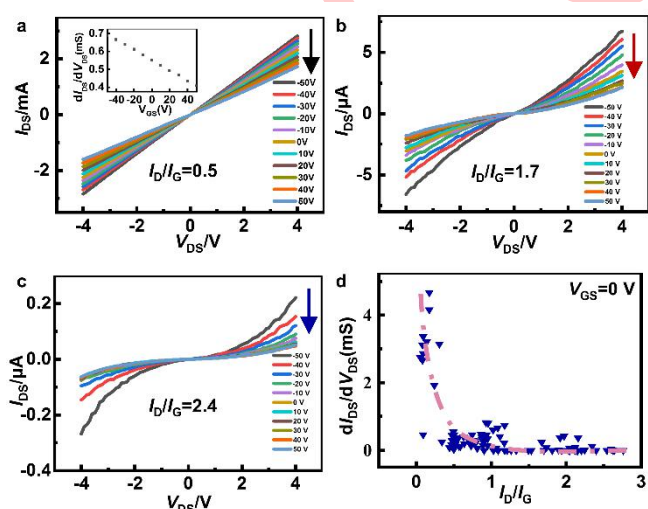 a
I_DS/mA
2
0
-2
dI_DS/dV_DS(mS)
0.7
0.6
0.5
0.4
-40 -20 0 20 40
V_GS(V)
-50V
-40V
-30V
-20V
-10V
0V
10V
20V
30V
40V
50V
I_D/I_G=0.5
-4 -2 0 2 4
V_DS/V
b
I_DS/µA
5
0
-5
-50 V
-40 V
-30 V
-20 V
-10 V
0 V
10 V
20 V
30 V
40 V
50 V
I_D/I_G=1.7
-4 -2 0 2 4
V_DS/V
c
I_DS/µA
0.2
0.0
-0.2
-0.4
-50 V
-40 V
-30 V
-20 V
-10 V
0 V
10 V
20 V
30 V
40 V
50 V
I_D/I_G=2.4
-4 -2 0 2 4
V_DS/V
d
V_GS=0 V
dI_DS/dV_DS(mS)
4
2
0
0 1 2 3
I_D/I_G